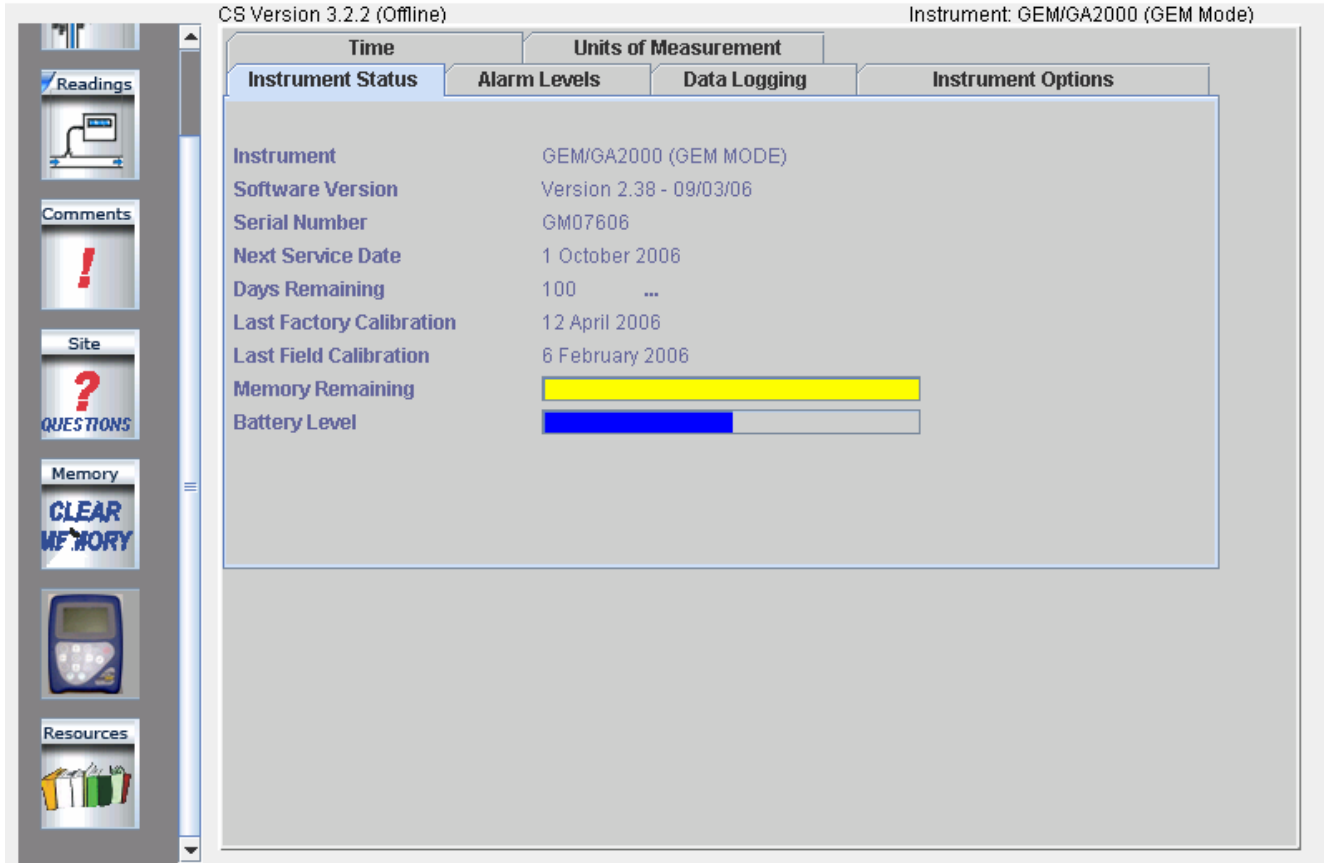 CS Version 3.2.2 (Offline) Instrument: GEM/GA2000 (GEM Mode)
Time Units of Measurement
Instrument Status Alarm Levels Data Logging Instrument Options
Readings
Comments
!
Site
?
QUESTIONS
Memory
CLEAR
MEMORY
Resources
Instrument GEM/GA2000 (GEM MODE)
Software Version Version 2.38 - 09/03/06
Serial Number GM07606
Next Service Date 1 October 2006
Days Remaining 100 ...
Last Factory Calibration 12 April 2006
Last Field Calibration 6 February 2006
Memory Remaining
Battery Level